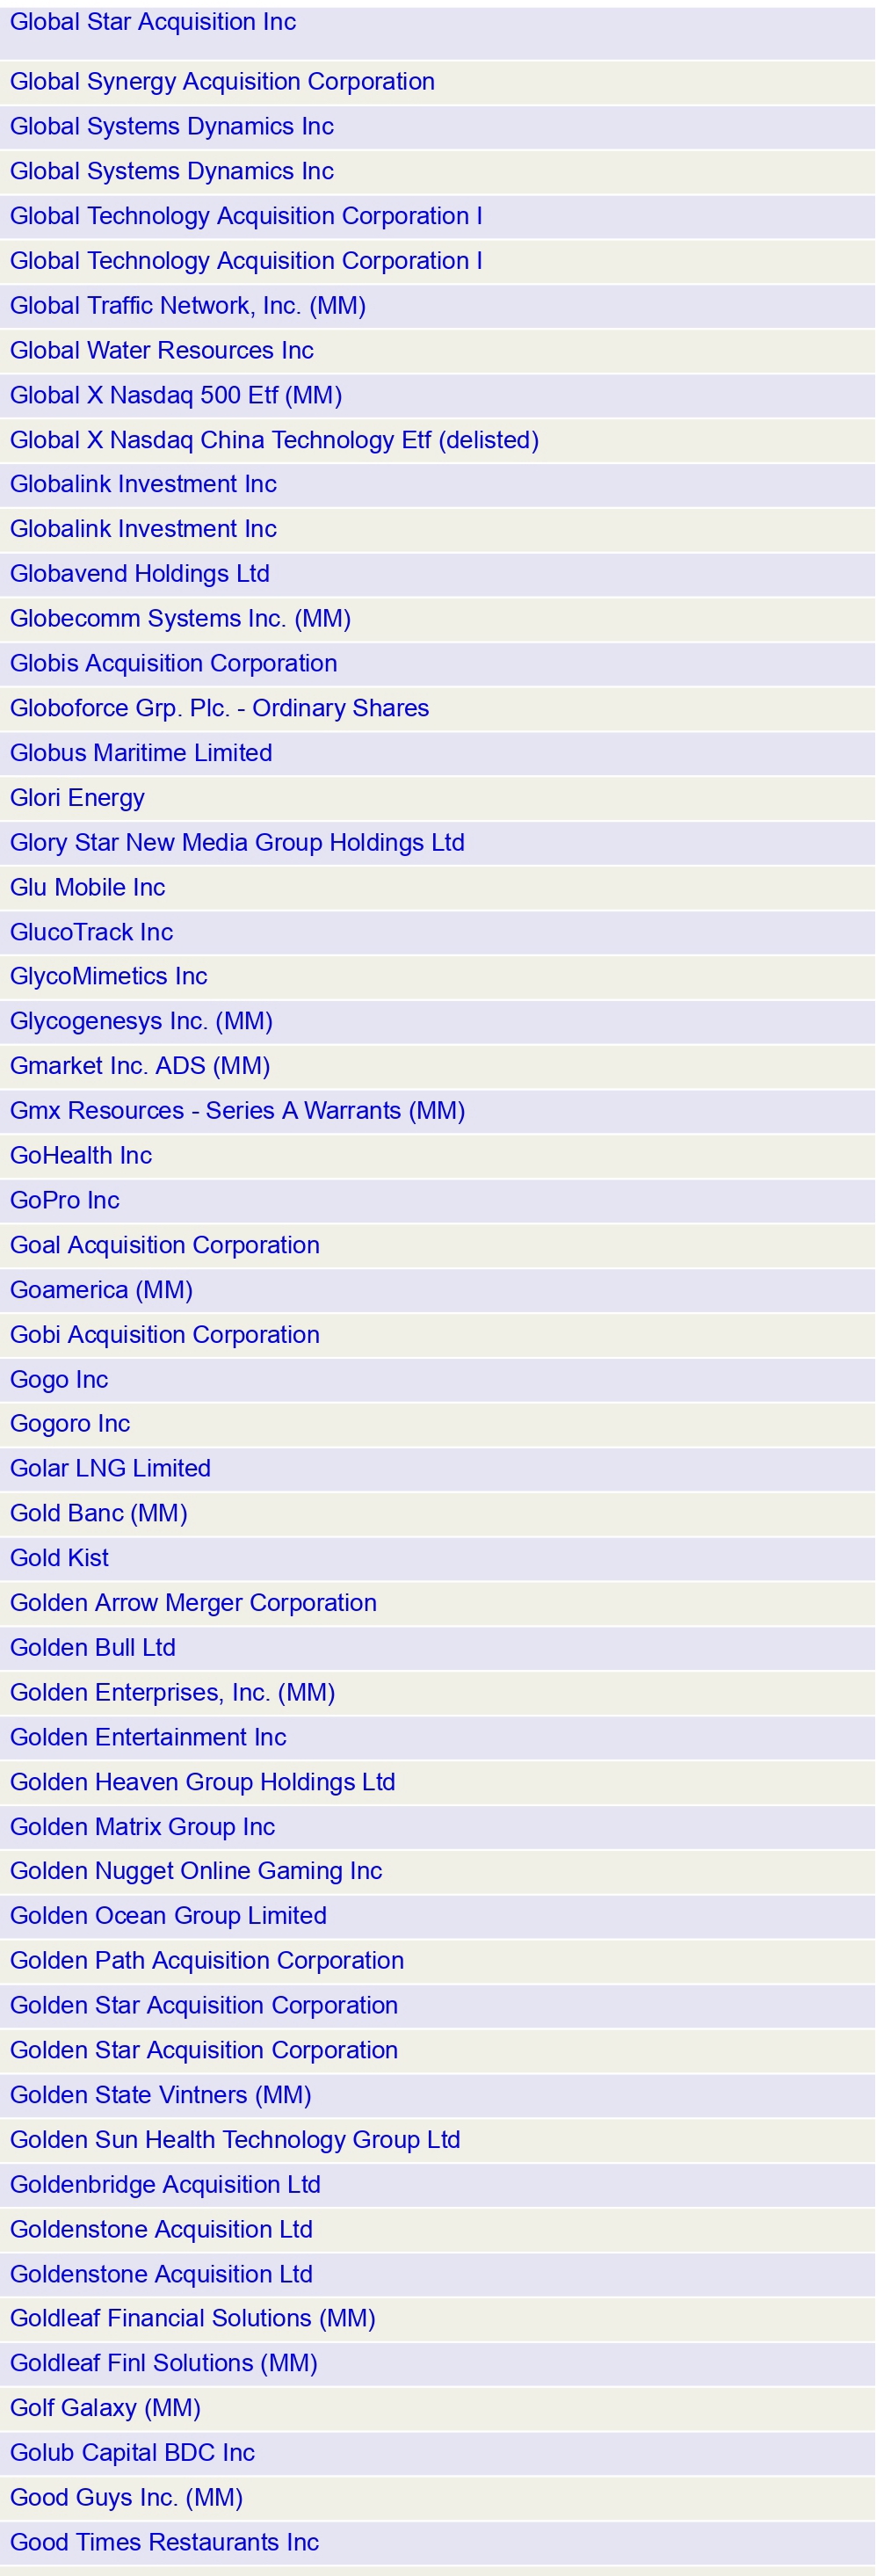 Global Star Acquisition Inc
Global Synergy Acquisition Corporation
Global Systems Dynamics Inc
Global Systems Dynamics Inc
Global Technology Acquisition Corporation I
Global Technology Acquisition Corporation I
Global Traffic Network, Inc. (MM)
Global Water Resources Inc
Global X Nasdaq 500 Etf (MM)
Global X Nasdaq China Technology Etf (delisted)
Globalink Investment Inc
Globalink Investment Inc
Globavend Holdings Ltd
Globecomm Systems Inc. (MM)
Globis Acquisition Corporation
Globoforce Grp. Plc. - Ordinary Shares
Globus Maritime Limited
Glori Energy
Glory Star New Media Group Holdings Ltd
Glu Mobile Inc
GlucoTrack Inc
GlycoMimetics Inc
Glycogenesys Inc. (MM)
Gmarket Inc. ADS (MM)
Gmx Resources - Series A Warrants (MM)
GoHealth Inc
GoPro Inc
Goal Acquisition Corporation
Goamerica (MM)
Gobi Acquisition Corporation
Gogo Inc
Gogoro Inc
Golar LNG Limited
Gold Banc (MM)
Gold Kist
Golden Arrow Merger Corporation
Golden Bull Ltd
Golden Enterprises, Inc. (MM)
Golden Entertainment Inc
Golden Heaven Group Holdings Ltd
Golden Matrix Group Inc
Golden Nugget Online Gaming Inc
Golden Ocean Group Limited
Golden Path Acquisition Corporation
Golden Star Acquisition Corporation
Golden Star Acquisition Corporation
Golden State Vintners (MM)
Golden Sun Health Technology Group Ltd
Goldenbridge Acquisition Ltd
Goldenstone Acquisition Ltd
Goldenstone Acquisition Ltd
Goldleaf Financial Solutions (MM)
Goldleaf Finl Solutions (MM)
Golf Galaxy (MM)
Golub Capital BDC Inc
Good Guys Inc. (MM)
Good Times Restaurants Inc